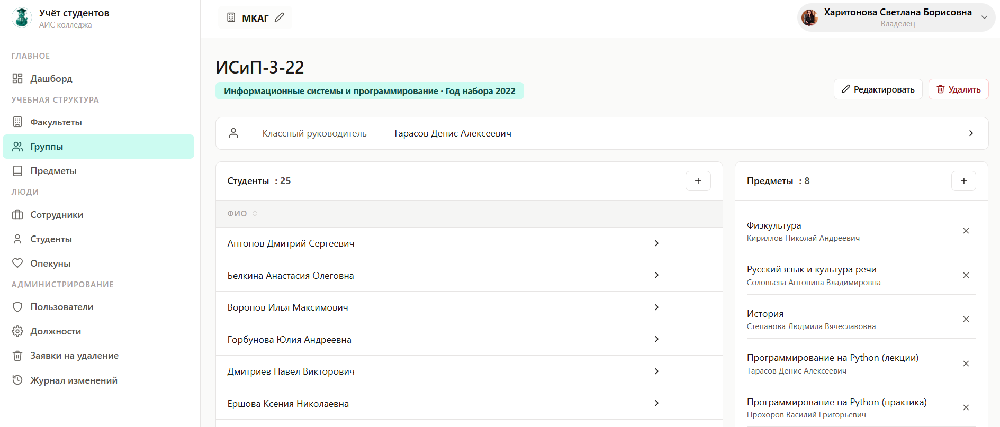 Учёт студентов
АИС колледжа
ГЛАВНОЕ
Дашборд
УЧЕБНАЯ СТРУКТУРА
Факультеты
Группы
Предметы
ЛЮДИ
Сотрудники
Студенты
Опекуны
АДМИНИСТРИРОВАНИЕ
Пользователи
Должности
Заявки на удаление
Журнал изменений
МКАГ
Харитонова Светлана Борисовна
Владелец
ИСиП-3-22
Информационные системы и программирование · Год набора 2022
Редактировать
Удалить
Классный руководитель Тарасов Денис Алексеевич
Студенты : 25
ФИО
Антонов Дмитрий Сергеевич
Белкина Анастасия Олеговна
Воронов Илья Максимович
Горбунова Юлия Андреевна
Дмитриев Павел Викторович
Ершова Ксения Николаевна
Предметы : 8
Физкультура
Кириллов Николай Андреевич
Русский язык и культура речи
Соловьёва Антонина Владимировна
История
Степанова Людмила Вячеславовна
Программирование на Python (лекции)
Тарасов Денис Алексеевич
Программирование на Python (практика)
Прохоров Василий Григорьевич